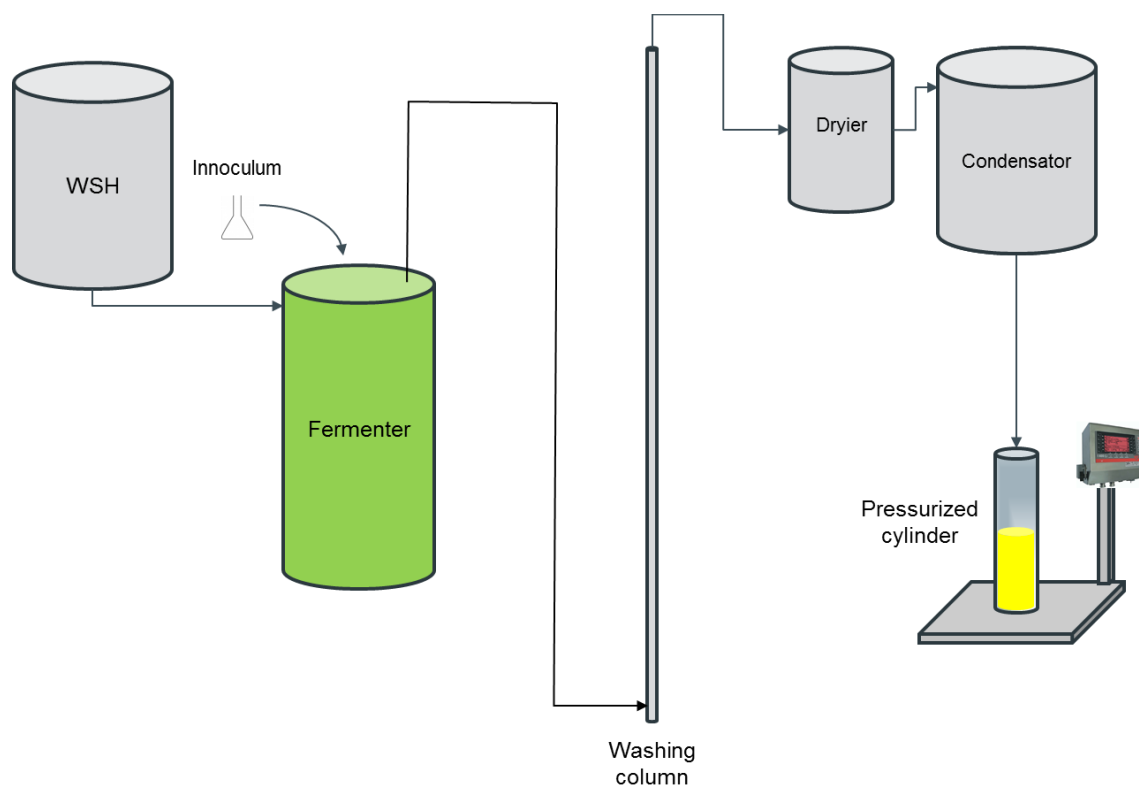 WSH
Innoculum
Fermenter
Washing
column
Dryier
Condensator
Pressurized
cylinder